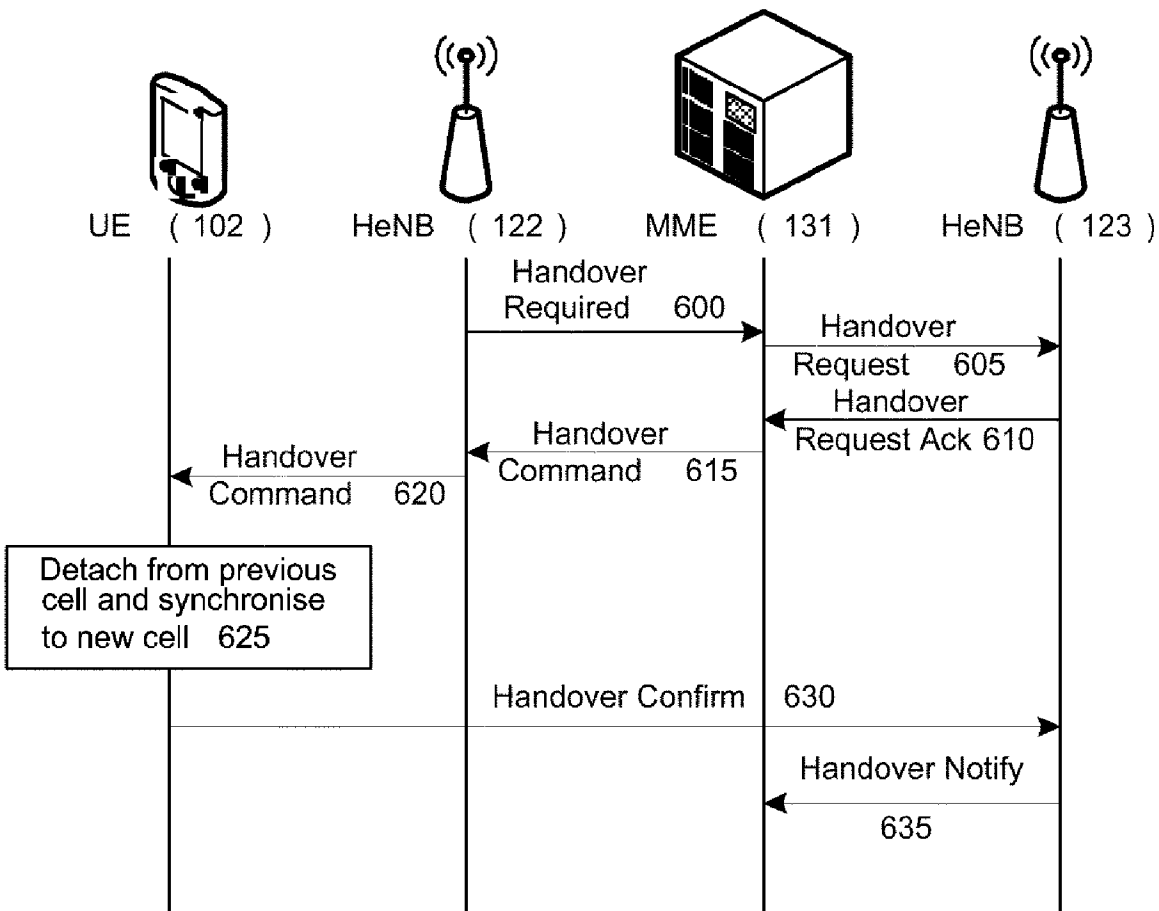 UE ( 102 ) HeNB ( 122 ) MME ( 131 ) HeNB ( 123 )
Handover
Required 600
Handover
Request 605
Handover
Request Ack 610
Handover
Command 615
Handover
Command 620
Detach from previous
cell and synchronise
to new cell 625
Handover Confirm 630
Handover Notify
635